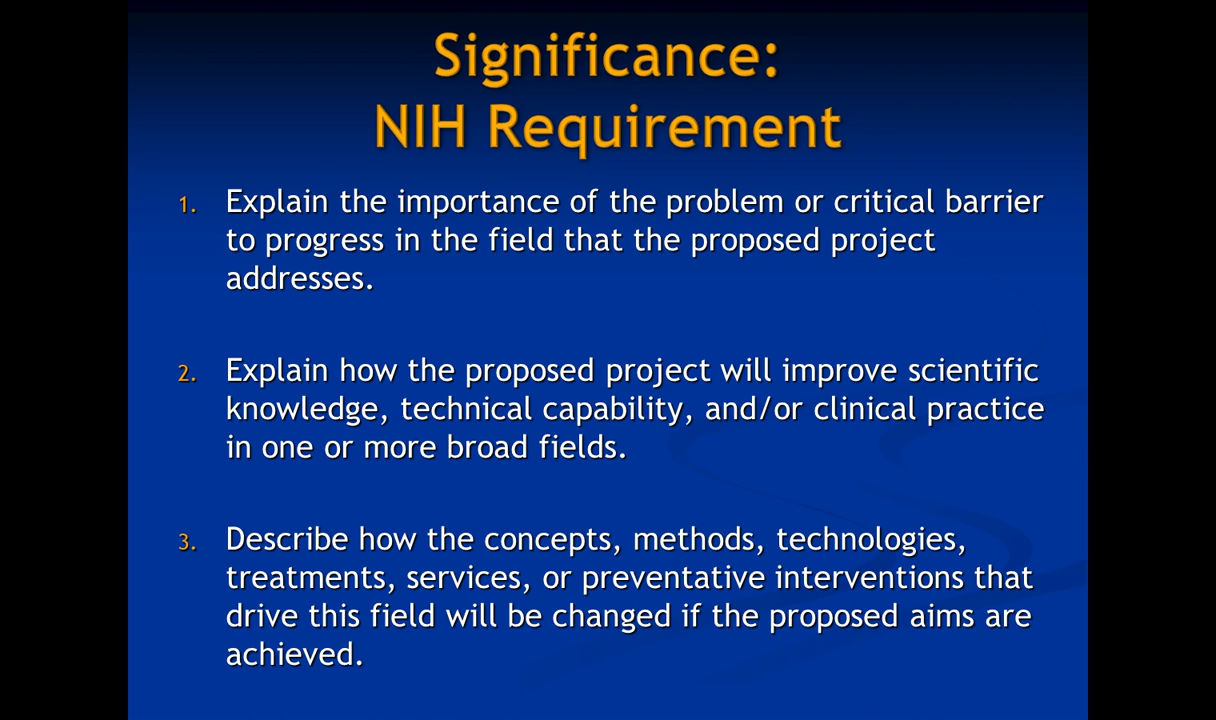 Significance:
NIH Requirement
1. Explain the importance of the problem or critical barrier
to progress in the field that the proposed project
addresses.
2. Explain how the proposed project will improve scientific
knowledge, technical capability, and/or clinical practice
in one or more broad fields.
3. Describe how the concepts, methods, technologies,
treatments, services, or preventative interventions that
drive this field will be changed if the proposed aims are
achieved.